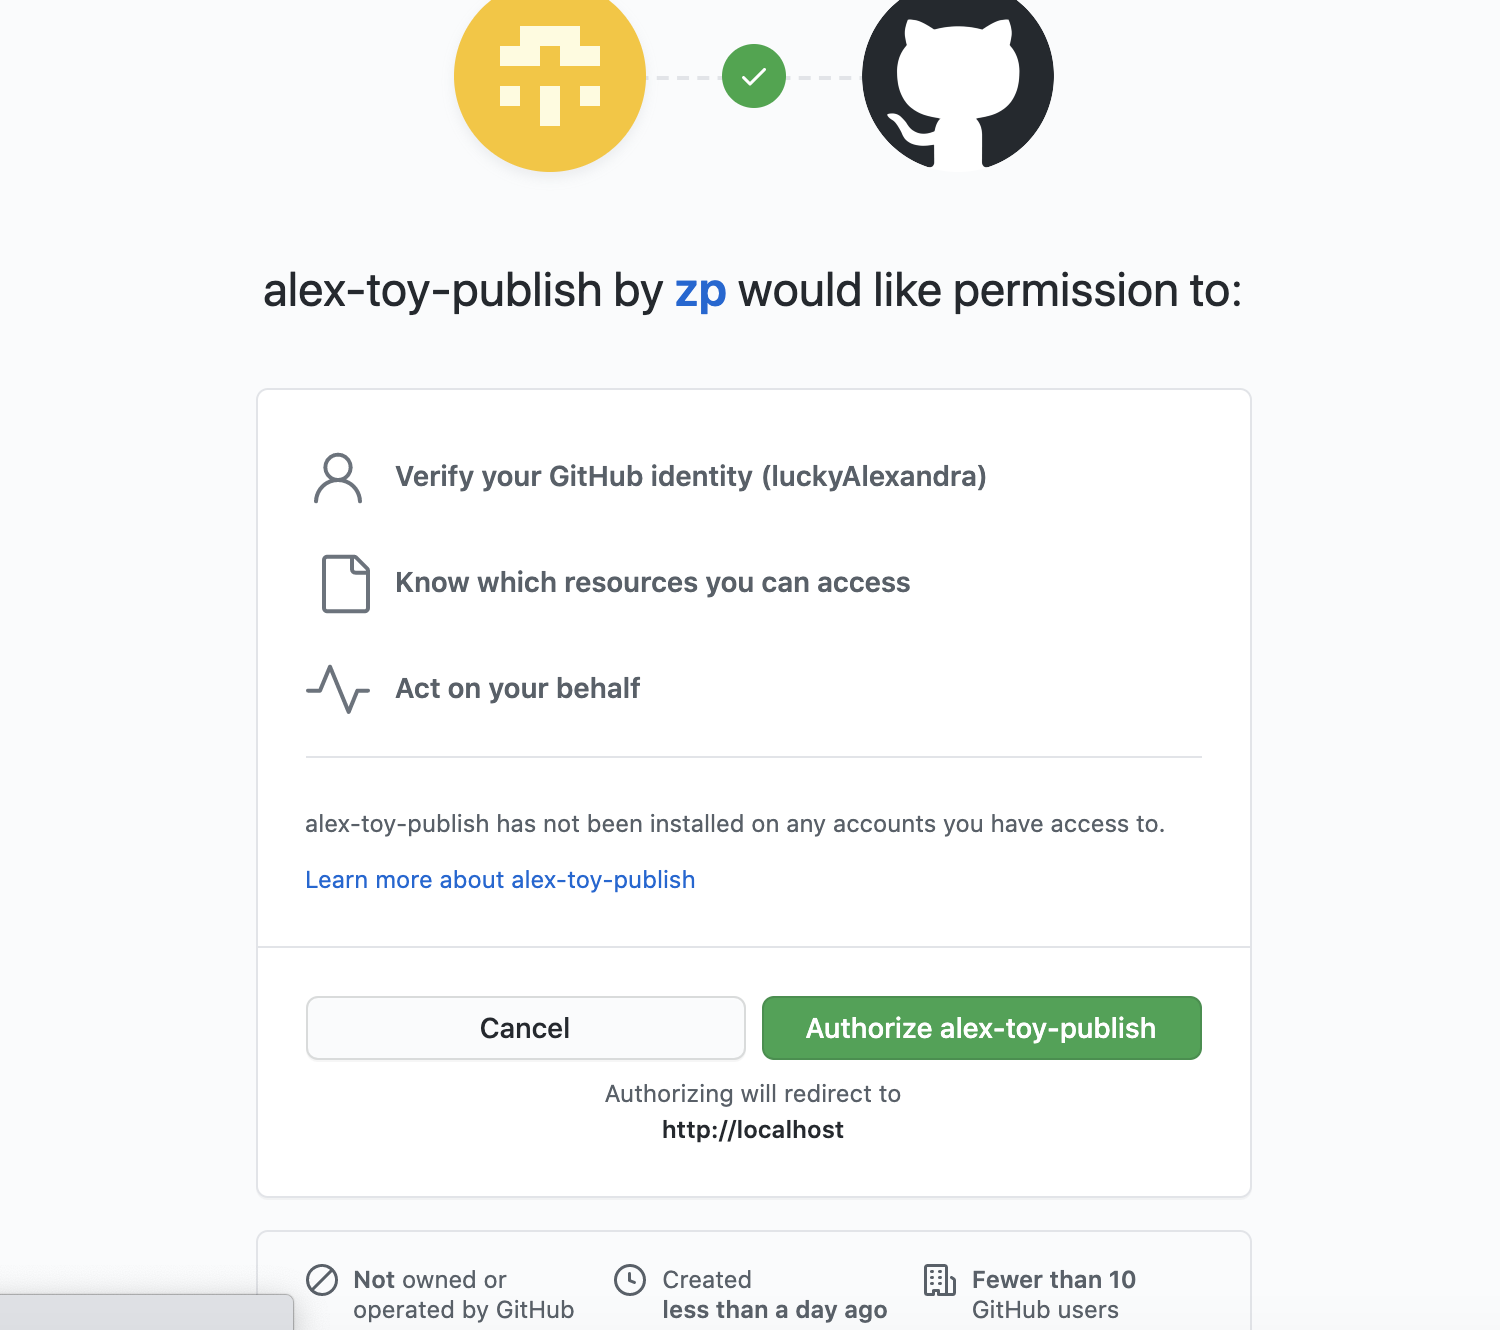 alex-toy-publish by zp would like permission to:
Verify your GitHub identity (luckyAlexandra)
Know which resources you can access
Act on your behalf
alex-toy-publish has not been installed on any accounts you have access to.
Learn more about alex-toy-publish
Cancel
Authorize alex-toy-publish
Authorizing will redirect to
http://localhost
Not owned or
operated by GitHub
Created
less than a day ago
Fewer than 10
GitHub users